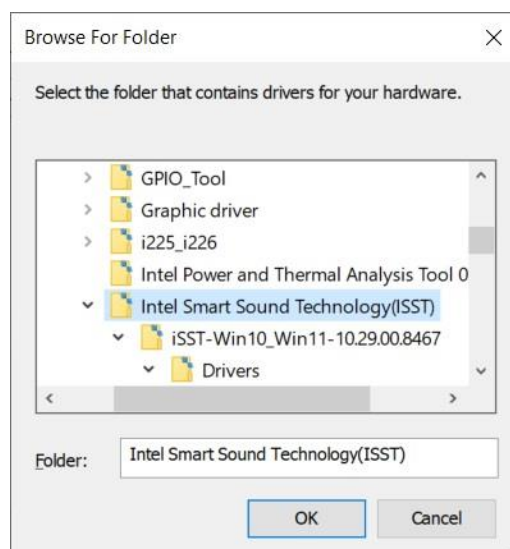 Browse For Folder
Select the folder that contains drivers for your hardware.
GPIO_Tool
Graphic driver
i225_i226
Intel Power and Thermal Analysis Tool 0
Intel Smart Sound Technology(ISST)
iSST-Win10_Win11-10.29.00.8467
Drivers
Folder: Intel Smart Sound Technology(ISST)
OK Cancel